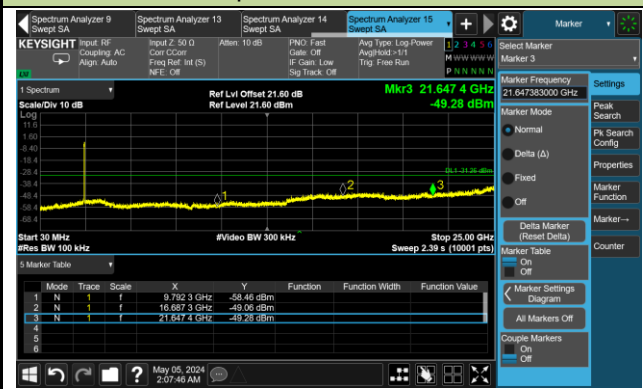 Spectrum Analyzer 9
Swept SA
Spectrum Analyzer 13
Swept SA
Spectrum Analyzer 14
Swept SA
Spectrum Analyzer 15
Swept SA
Marker
KEYSIGHT
Input: RF
Coupling: AC
Align: Auto
Input Z: 50 Ω
Corr CCorr
Freq Ref: Int (S)
NFE: Off
Atten: 10 dB
PNO: Fast
Gate: Off
IF Gain: Low
Sig Track: Off
Avg Type: Log-Power
Avg|Hold:>1/1
Trig: Free Run
1 2 3 4 5 6
M W W W W W
P N N N N N
Select Marker
Marker 3
1 Spectrum
Scale/Div 10 dB
Log
Ref Lvl Offset 21.60 dB
Ref Level 21.60 dBm
Mkr3 21.647 4 GHz
-49.28 dBm
11.6
1.60
-8.40
-18.4
-28.4
-38.4
-48.4
-58.4
-68.4
DL1 -31.26 dBm
1
2
3
Start 30 MHz
#Res BW 100 kHz
#Video BW 300 kHz
Stop 25.00 GHz
Sweep 2.39 s (10001 pts)
Marker Frequency
21.647383000 GHz
Marker Mode
Normal
Delta (Δ)
Fixed
Off
Delta Marker
(Reset Delta)
Marker Table
On
Off
Marker Settings
Diagram
All Markers Off
Couple Markers
On
Off
Settings
Peak
Search
Pk Search
Config
Properties
Marker
Function
Marker→
Counter
5 Marker Table
Mode Trace Scale X Y Function Function Width Function Value
1 N 1 f 9.792 3 GHz -58.46 dBm
2 N 1 f 16.687 3 GHz -49.06 dBm
3 N 1 f 21.647 4 GHz -49.28 dBm
4
5
6
?
May 05, 2024
2:07:46 AM